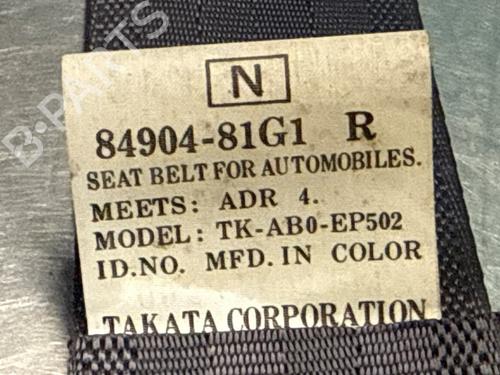 N
84904-81G1 R
SEAT BELT FOR AUTOMOBILES.
MEETS: ADR 4.
MODEL: TK-AB0-EP502
ID.NO. MFD.IN COLOR
TAKATA CORPORATION
B-PARTS